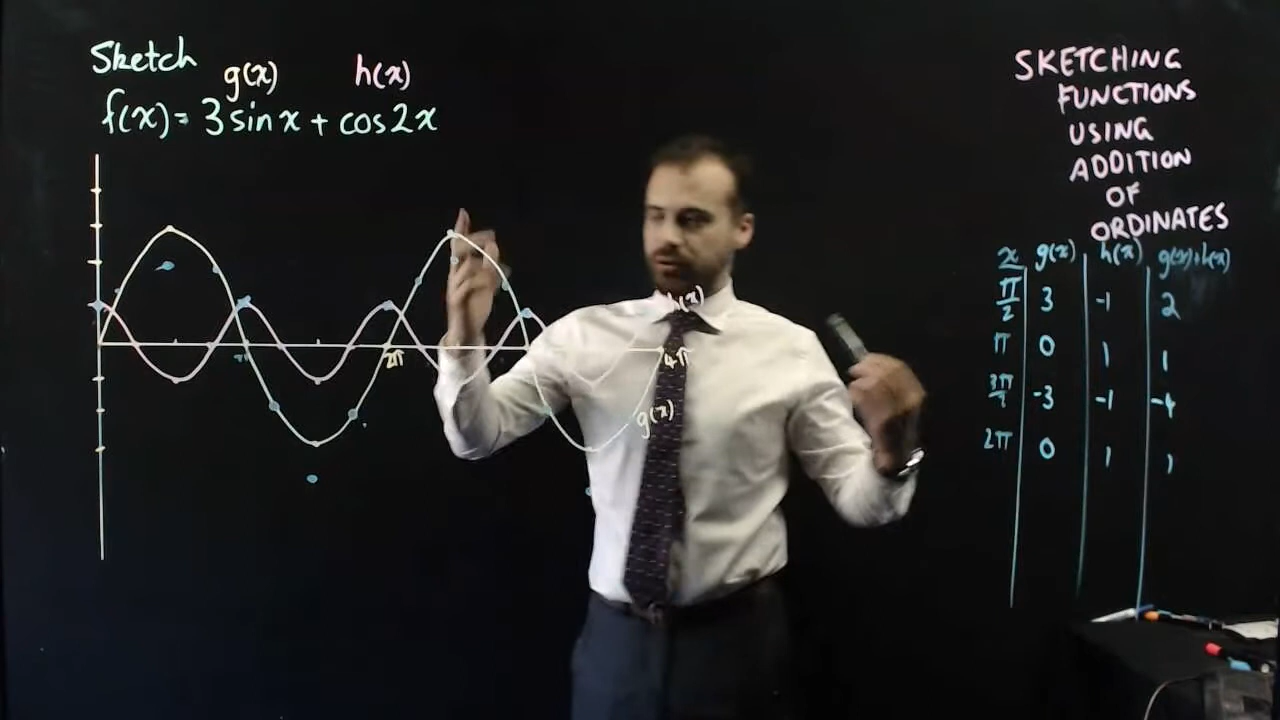 Sketch
g(x) h(x)
f(x) = 3 sin x + cos 2x
π
2π
h(x)
4π
g(x)
SKETCHING
FUNCTIONS
USING
ADDITION
OF
ORDINATES
x g(x) h(x) g(x)+h(x)
π/2 3 -1 2
π 0 1 1
3π/2 -3 -1 -4
2π 0 1 1